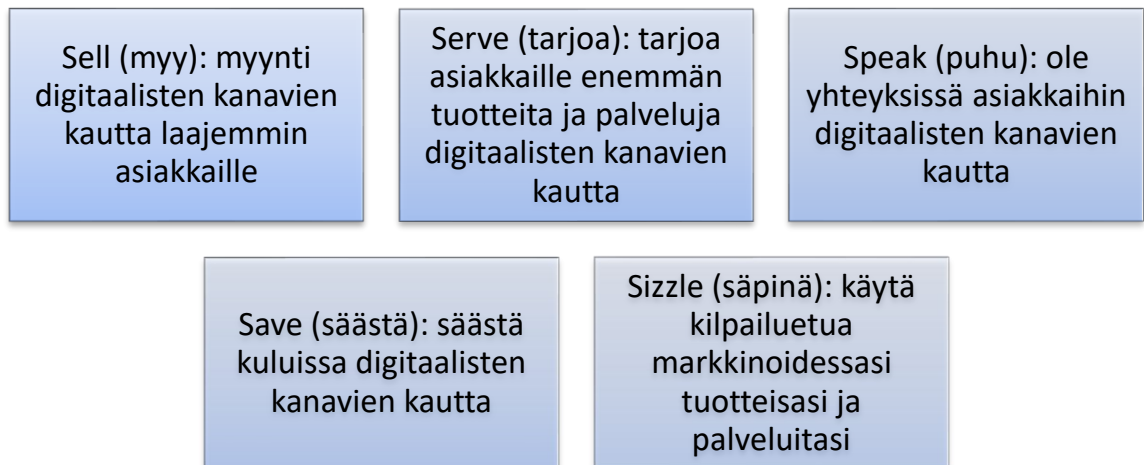 Sell (myy): myynti
digitaalisten kanavien
kautta laajemmin
asiakkaille
Serve (tarjoa): tarjoa
asiakkaille enemmän
tuotteita ja palveluja
digitaalisten kanavien
kautta
Speak (puhu): ole
yhteyksissä asiakkaihin
digitaalisten kanavien
kautta
Save (säästä): säästä
kuluissa digitaalisten
kanavien kautta
Sizzle (säpinä): käytä
kilpailuetua
markkinoidessasi
tuotteisasi ja
palveluitasi